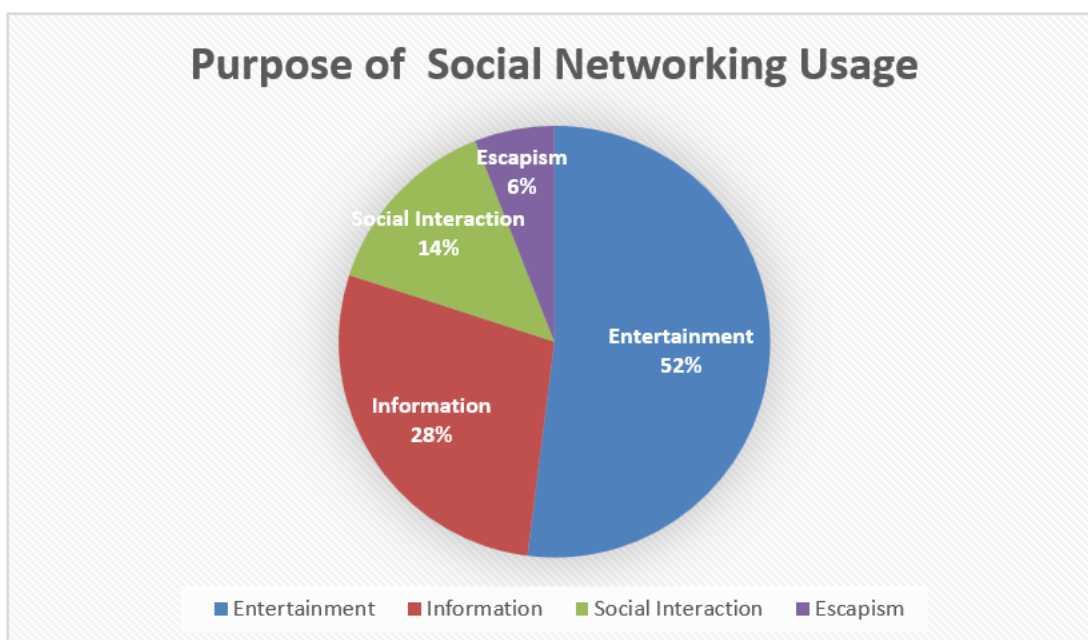 Purpose of  Social Networking Usage
Escapism
6%
Social Interaction
14%
Entertainment
52%
Information
28%
Entertainment Information Social Interaction Escapism